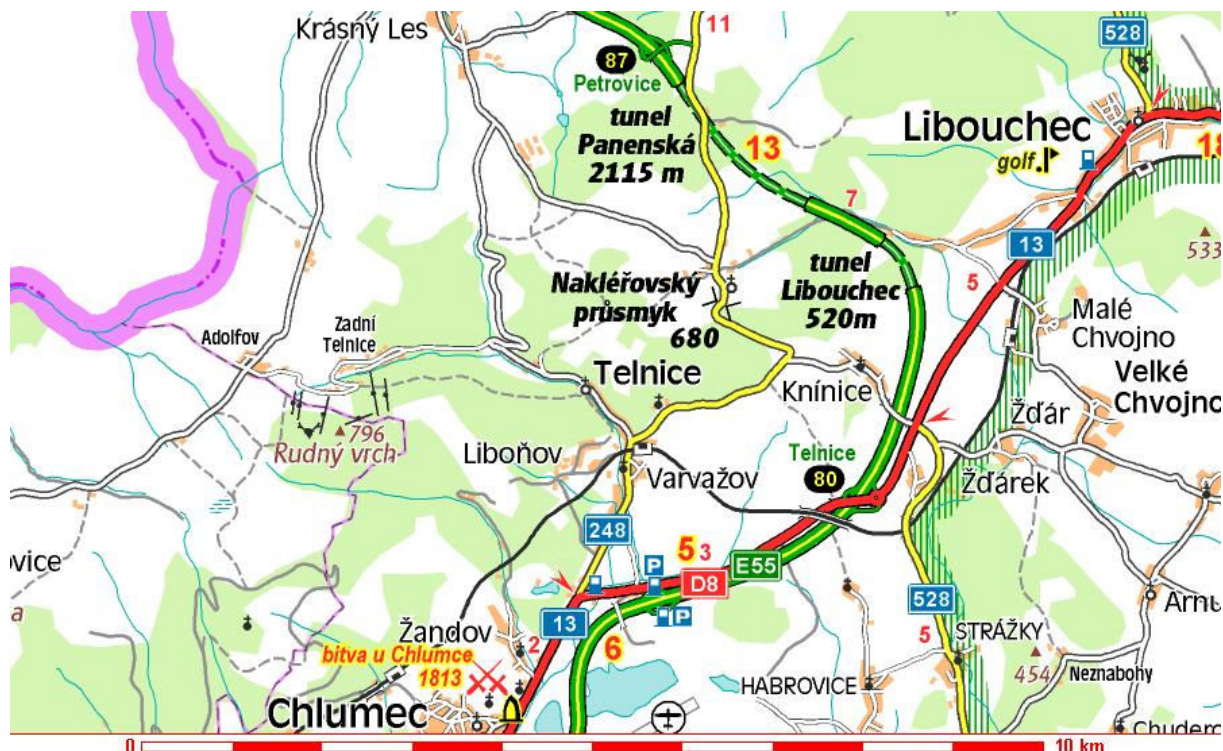 Krásný Les
11
528
87
Petrovice
tunel
Panenská
2115 m
13
Libouchec
golf
7
13
533
tunel
Libouchec
520m
5
Nakléřovský
průsmyk
680
Malé
Chvojno
Adolfov
Zadní
Telnice
Telnice
Knínice
Velké
Chvojno
796
Rudný vrch
Žďár
Liboňov
Telnice
80
Varvažov
Žďárek
248
P
5
3
E55
D8
P
528
13
6
Žandov
2
5
STRÁŽKY
bitva u Chlumce
1813
454
Neznabohy
HABROVICE
Chlumec
0
10 km